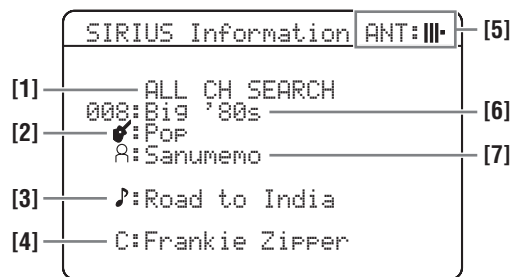 SIRIUS Information ANT: [5]
[1] ALL CH SEARCH
008:Big '80s [6]
[2] :Pop
:Sanumemo [7]
[3] ♪:Road to India
[4] C:Frankie Zipper